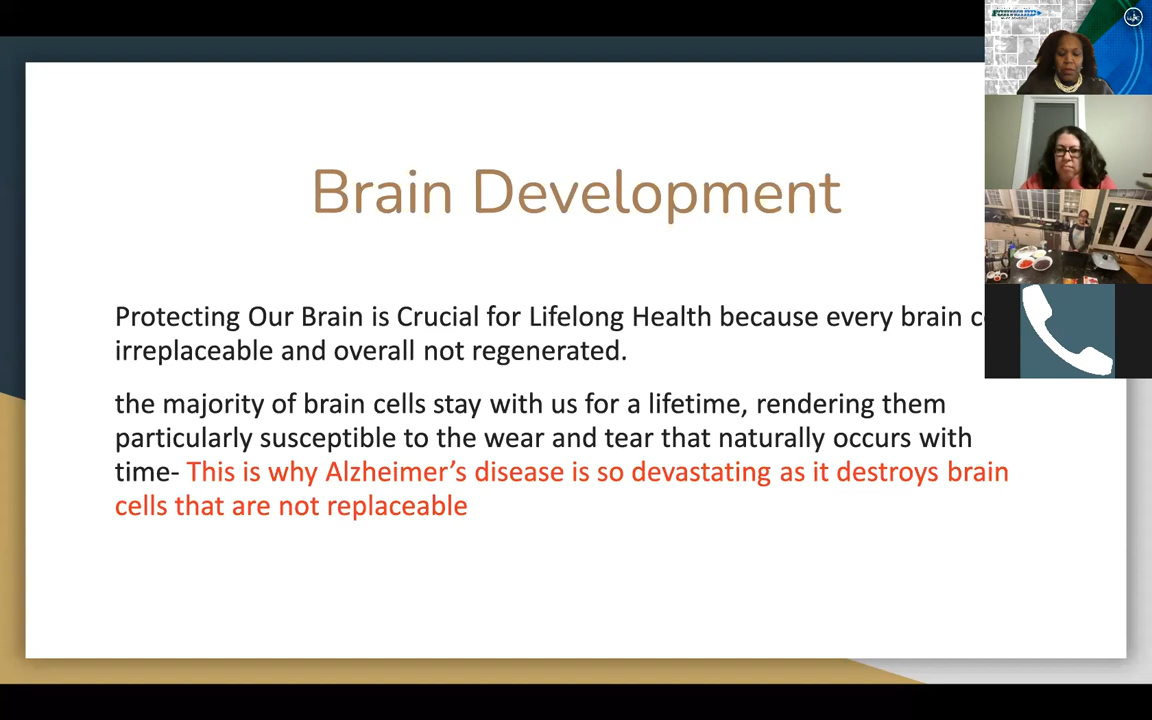 FORWARD
Brain Development
Protecting Our Brain is Crucial for Lifelong Health because every brain
irreplaceable and overall not regenerated.
the majority of brain cells stay with us for a lifetime, rendering them
particularly susceptible to the wear and tear that naturally occurs with
time- This is why Alzheimer’s disease is so devastating as it destroys brain
cells that are not replaceable